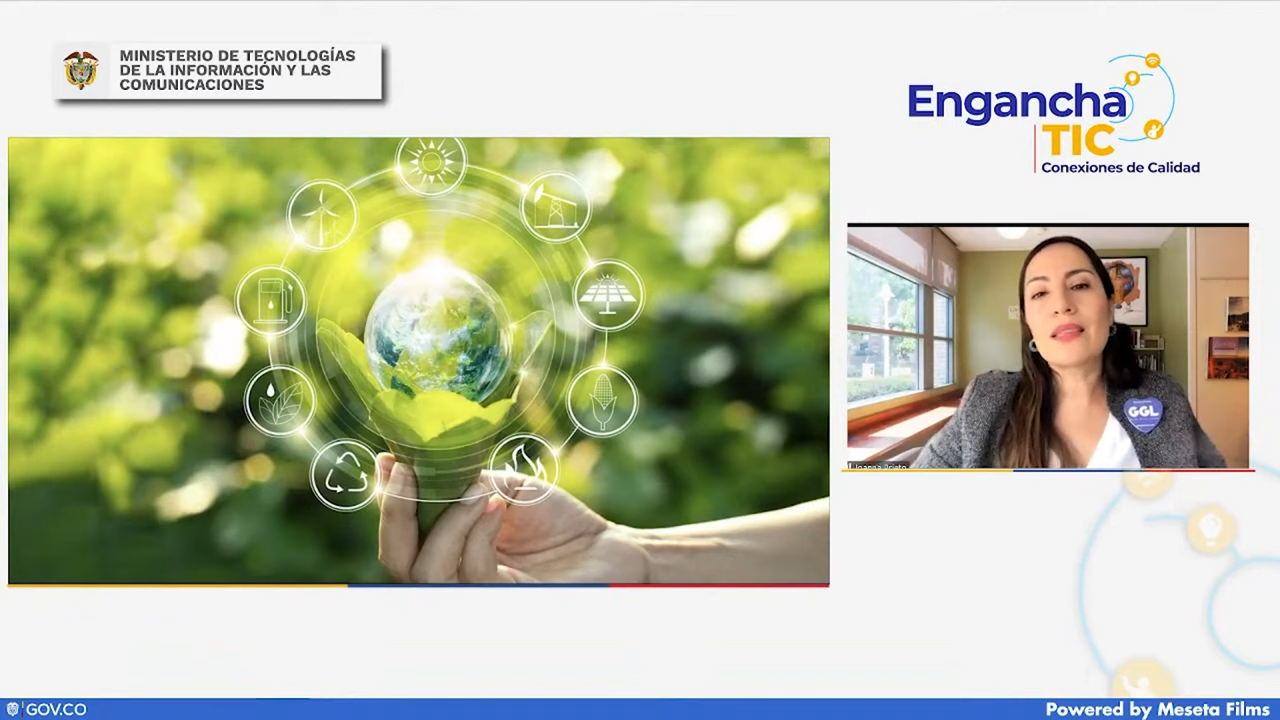 MINISTERIO DE TECNOLOGÍAS
DE LA INFORMACIÓN Y LAS
COMUNICACIONES
Engancha
TIC
Conexiones de Calidad
GGL
GOV.CO
Powered by Meseta Films